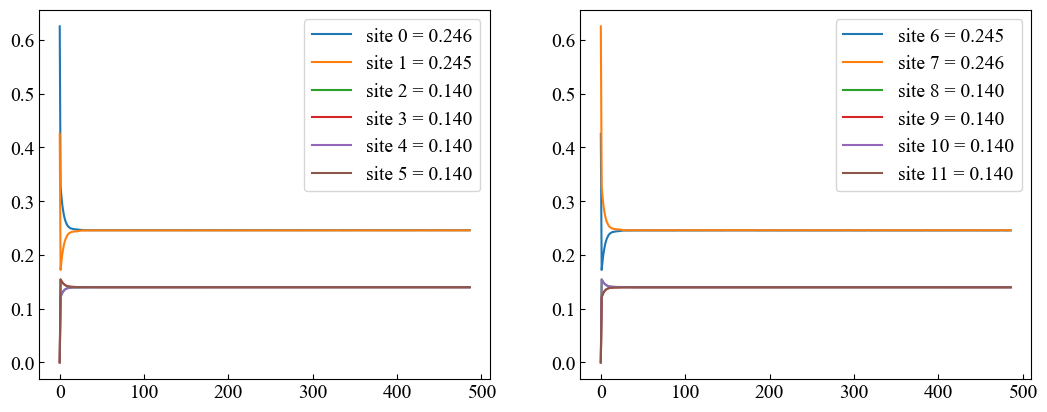 0.6
0.5
0.4
0.3
0.2
0.1
0.0
0 100 200 300 400 500
site 0 = 0.246
site 1 = 0.245
site 2 = 0.140
site 3 = 0.140
site 4 = 0.140
site 5 = 0.140
0.6
0.5
0.4
0.3
0.2
0.1
0.0
0 100 200 300 400 500
site 6 = 0.245
site 7 = 0.246
site 8 = 0.140
site 9 = 0.140
site 10 = 0.140
site 11 = 0.140